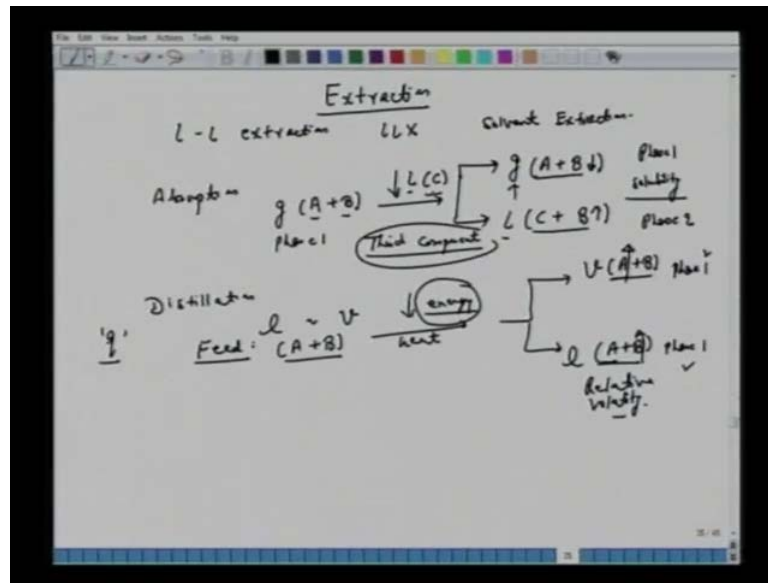 File Edit View Insert Actions Tools Help
Extraction
L-L extraction LLX Solvent Extraction.
Absorption g (A + B) ↓ L (C) → g (A + B↓) Phase 1
Phase 1 Third Component ↑ solubility
→ L (C + B↑) Phase 2
Distillation
'q' Feed: l ~ v (A + B) ↓ energy heat → v (A + B) Phase 1
→ l (A + B) Phase 1
Relative
volatility.